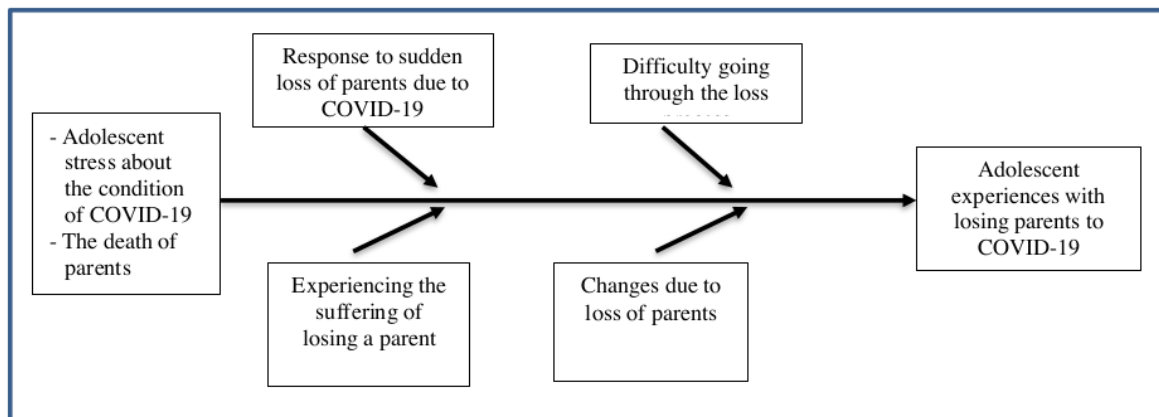 Response to sudden
loss of parents due to
COVID-19
Difficulty going
through the loss
- Adolescent
stress about
the condition
of COVID-19
- The death of
parents
Adolescent
experiences with
losing parents to
COVID-19
Experiencing the
suffering of
losing a parent
Changes due to
loss of parents